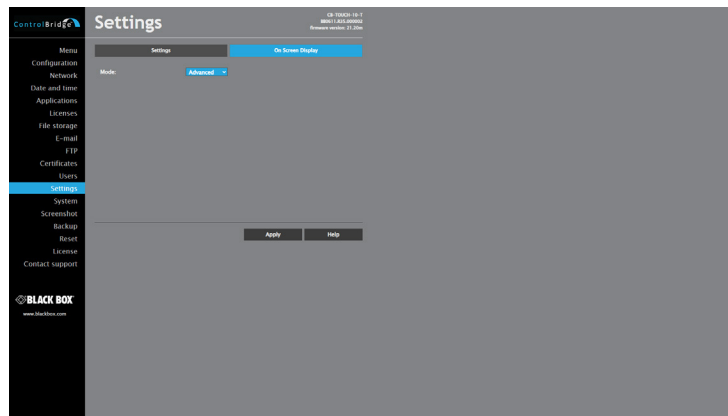 ControlBridge
Settings
CB-TOUCH-10-T
Firmware version: 21.20m
Menu
Configuration
Network
Date and time
Applications
Licenses
File storage
E-mail
FTP
Certificates
Users
Settings
System
Screenshot
Backup
Reset
License
Contact support
BLACK BOX
www.blackbox.com
Settings
On Screen Display
Mode:
Advanced
Apply
Help